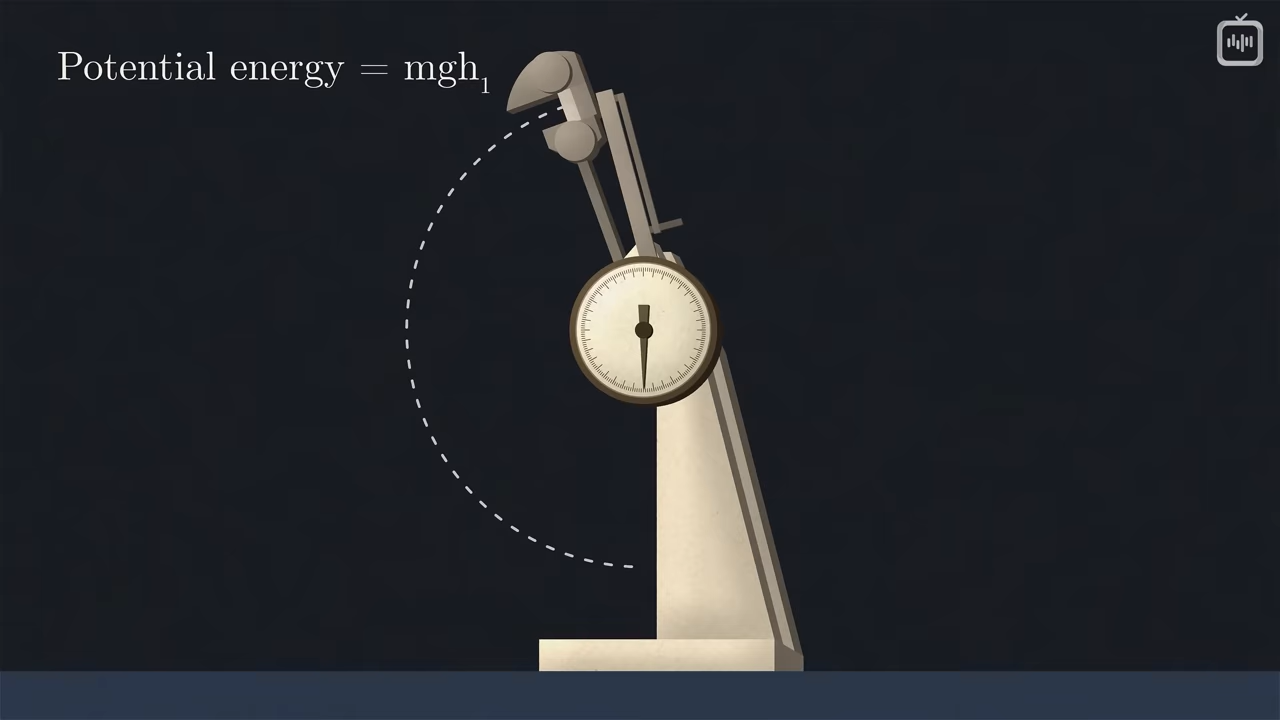 Potential energy = mgh₁